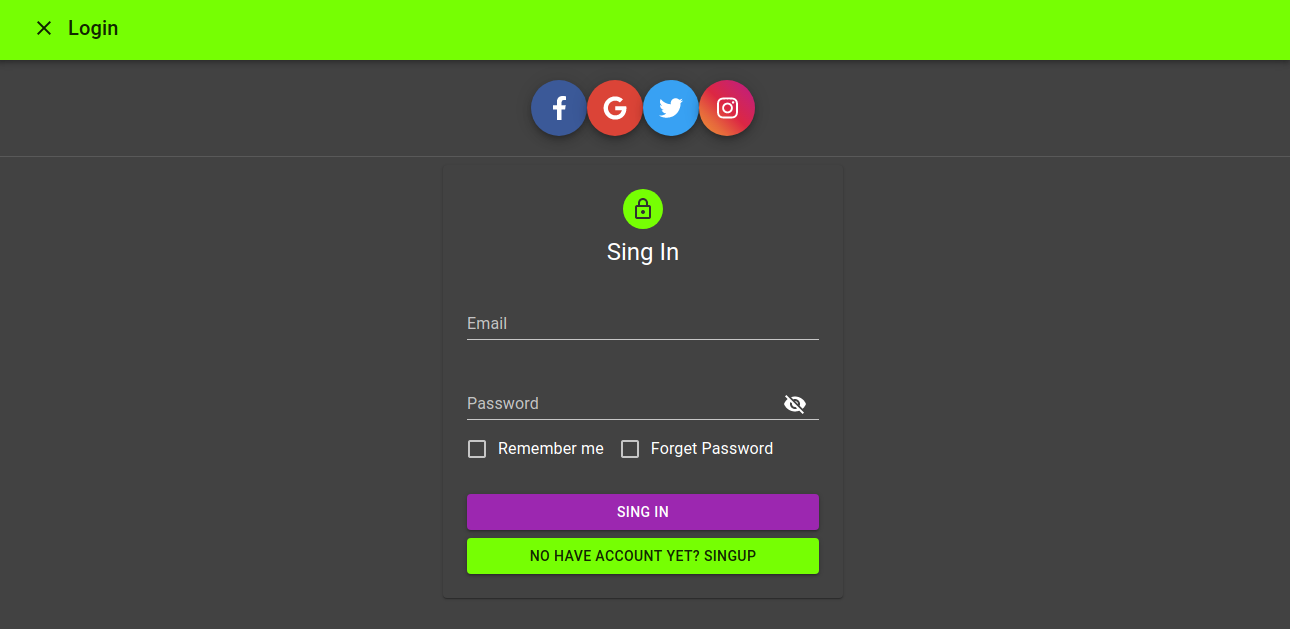 Login
Sing In
Email
Password
Remember me Forget Password
SING IN
NO HAVE ACCOUNT YET? SINGUP